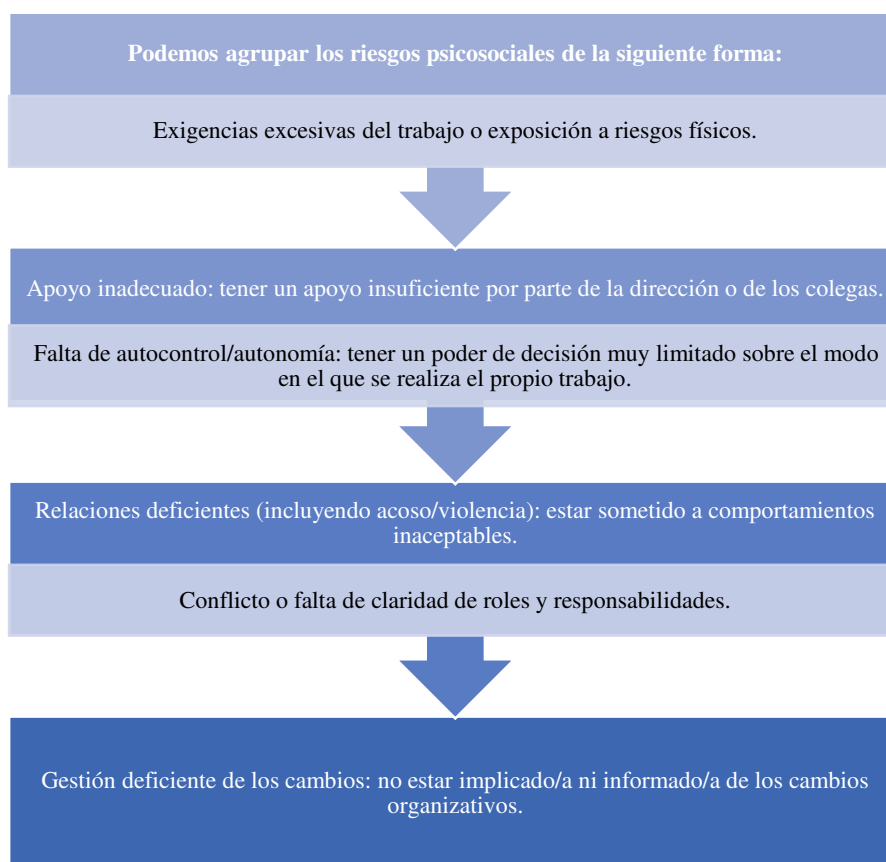 Podemos agrupar los riesgos psicosociales de la siguiente forma:
Exigencias excesivas del trabajo o exposición a riesgos físicos.
Apoyo inadecuado: tener un apoyo insuficiente por parte de la dirección o de los colegas.
Falta de autocontrol/autonomía: tener un poder de decisión muy limitado sobre el modo
en el que se realiza el propio trabajo.
Relaciones deficientes (incluyendo acoso/violencia): estar sometido a comportamientos
inaceptables.
Conflicto o falta de claridad de roles y responsabilidades.
Gestión deficiente de los cambios: no estar implicado/a ni informado/a de los cambios
organizativos.